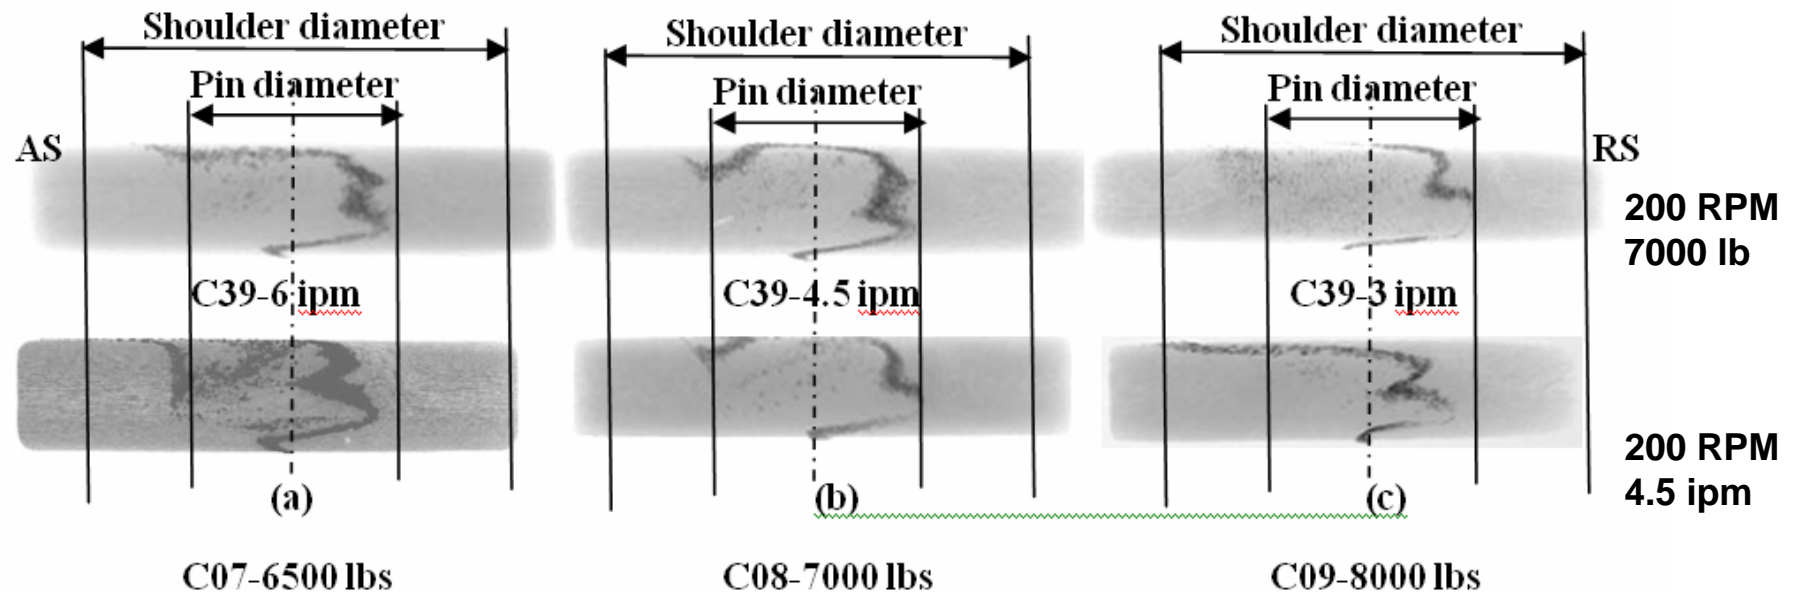 Shoulder diameter
Shoulder diameter
Shoulder diameter
Pin diameter
Pin diameter
Pin diameter
AS
RS
200 RPM
7000 lb
C39-6 ipm
C39-4.5 ipm
C39-3 ipm
200 RPM
4.5 ipm
(a)
(b)
(c)
C07-6500 lbs
C08-7000 lbs
C09-8000 lbs